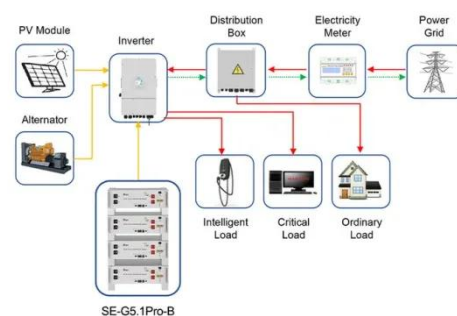 PV Module
Inverter
Distribution
Box
Electricity
Meter
Power
Grid
Alternator
Intelligent
Load
Critical
Load
Ordinary
Load
SE-G5.1Pro-B